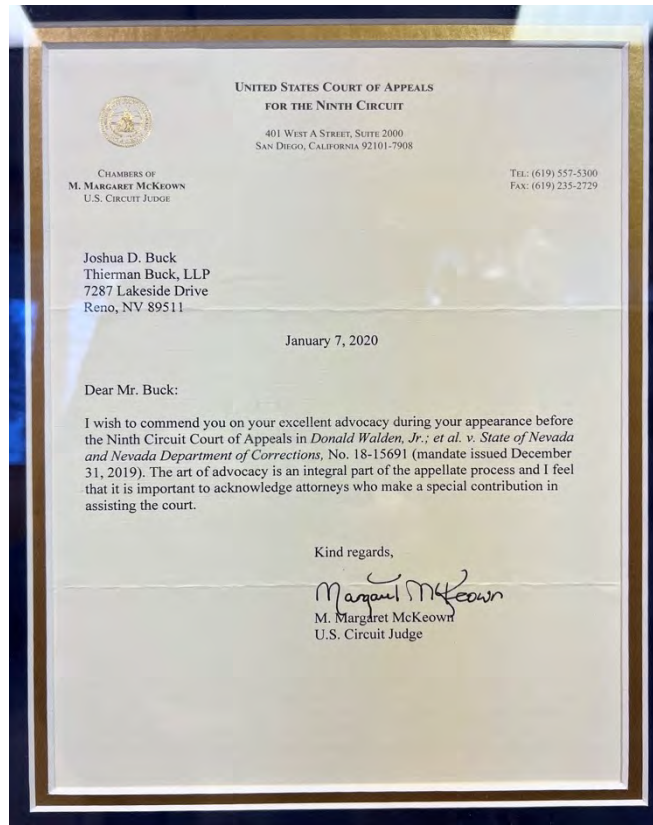 UNITED STATES COURT OF APPEALS
FOR THE NINTH CIRCUIT
401 WEST A STREET, SUITE 2000
SAN DIEGO, CALIFORNIA 92101-7908
CHAMBERS OF
M. MARGARET MCKEOWN
U.S. CIRCUIT JUDGE
TEL: (619) 557-5300
FAX: (619) 235-2729
Joshua D. Buck
Thierman Buck, LLP
7287 Lakeside Drive
Reno, NV 89511
January 7, 2020
Dear Mr. Buck:
I wish to commend you on your excellent advocacy during your appearance before
the Ninth Circuit Court of Appeals in Donald Walden, Jr.; et al. v. State of Nevada
and Nevada Department of Corrections, No. 18-15691 (mandate issued December
31, 2019). The art of advocacy is an integral part of the appellate process and I feel
that it is important to acknowledge attorneys who make a special contribution in
assisting the court.
Kind regards,
Margaret McKeown
M. Margaret McKeown
U.S. Circuit Judge